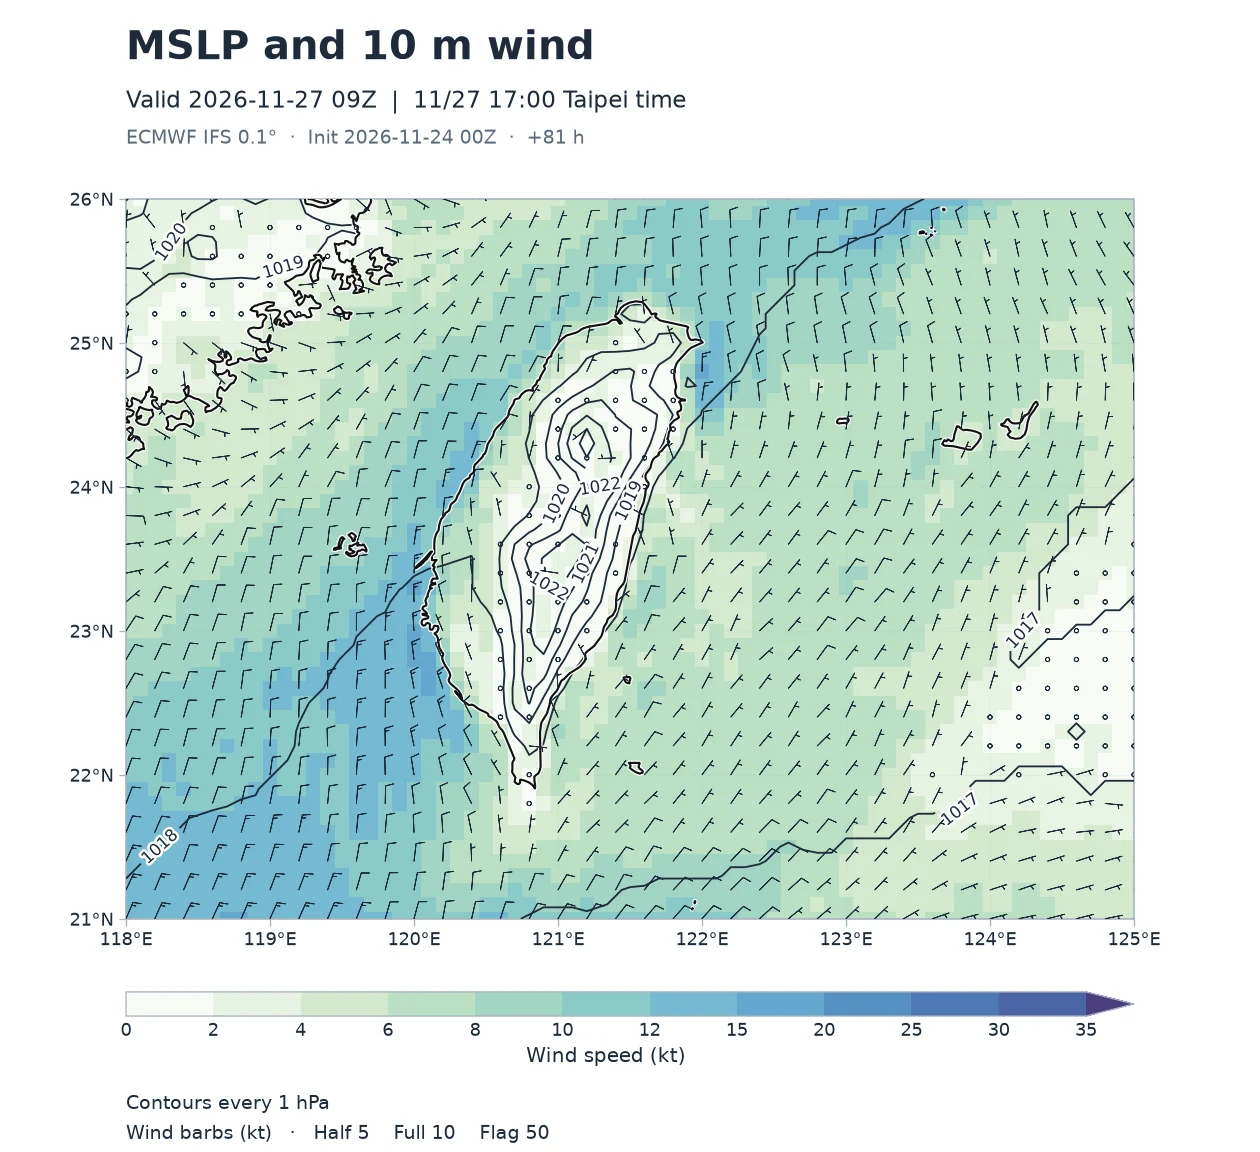 MSLP and 10 m wind
Valid 2026-11-27 09Z | 11/27 17:00 Taipei time
ECMWF IFS 0.1° · Init 2026-11-24 00Z · +81 h
26°N
25°N
24°N
23°N
22°N
21°N
1020
1019
1022
1020
1019
1021
1022
1017
1017
1018
118°E 119°E 120°E 121°E 122°E 123°E 124°E 125°E
0 2 4 6 8 10 12 15 20 25 30 35
Wind speed (kt)
Contours every 1 hPa
Wind barbs (kt) · Half 5 Full 10 Flag 50